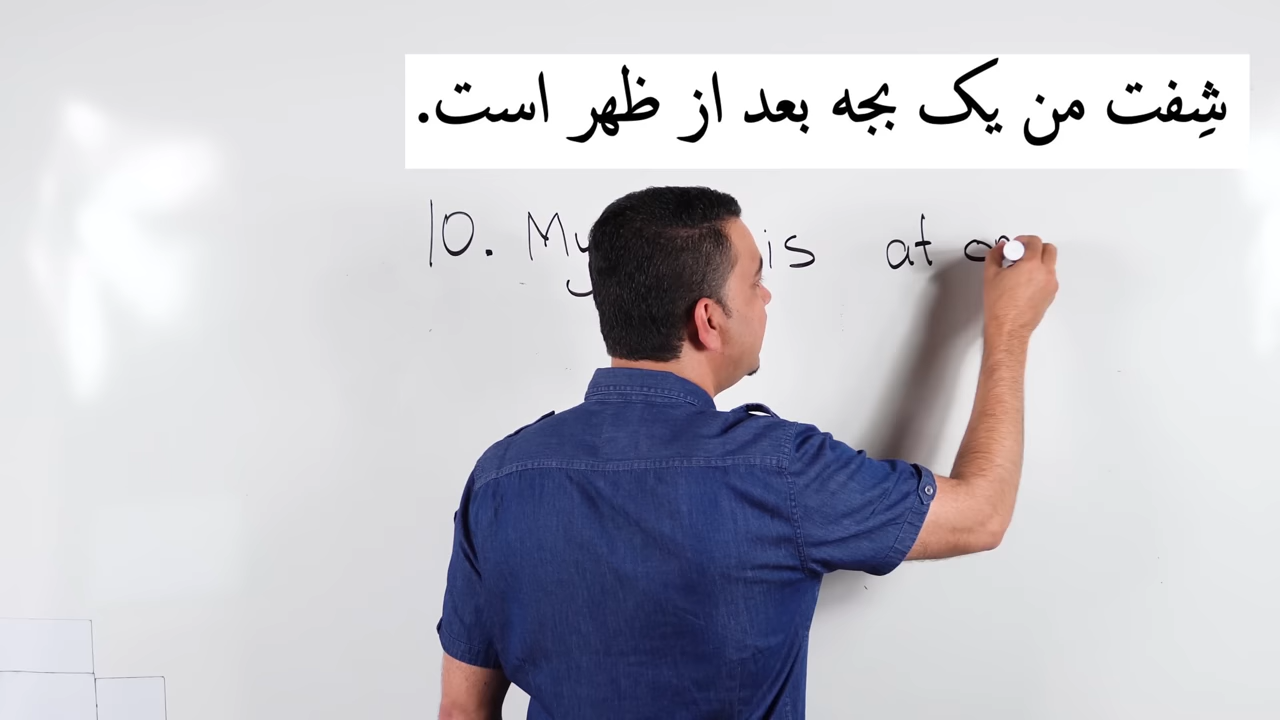 شِفت من یک بجه بعد از ظهر است.
10. My is at